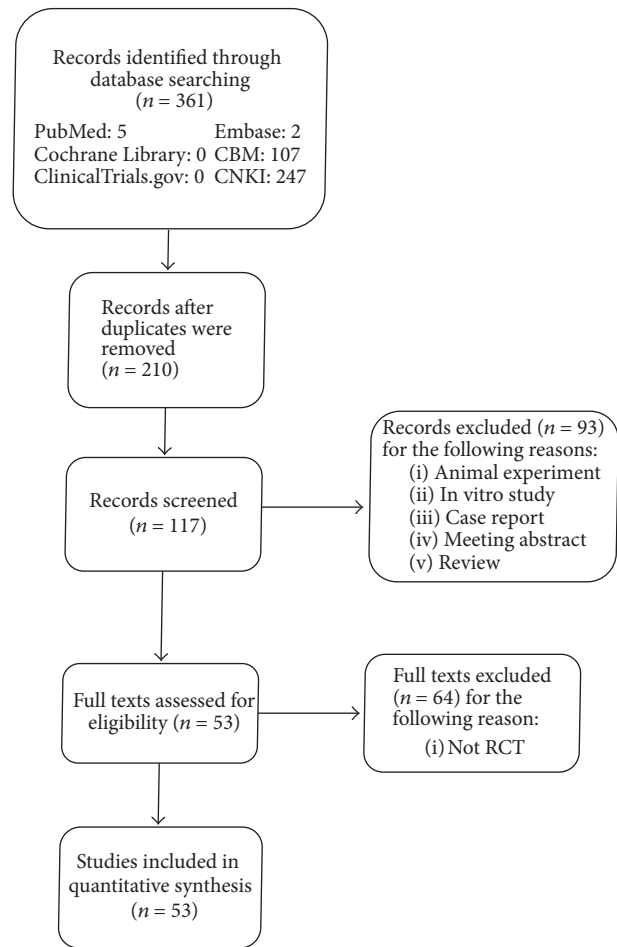 Records identified through
database searching
(n = 361)
PubMed: 5 Embase: 2
Cochrane Library: 0 CBM: 107
ClinicalTrials.gov: 0 CNKI: 247
Records after
duplicates were
removed
(n = 210)
Records screened
(n = 117)
Records excluded (n = 93)
for the following reasons:
(i) Animal experiment
(ii) In vitro study
(iii) Case report
(iv) Meeting abstract
(v) Review
Full texts assessed for
eligibility (n = 53)
Full texts excluded
(n = 64) for the
following reason:
(i) Not RCT
Studies included in
quantitative synthesis
(n = 53)